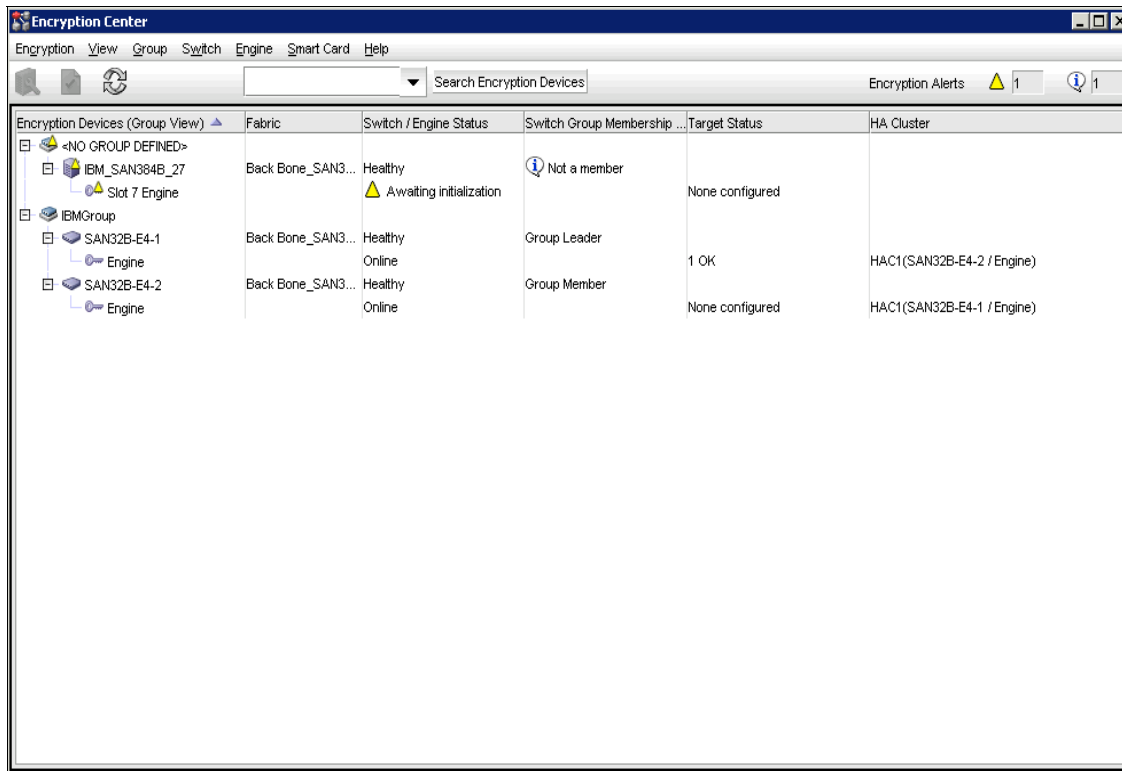 Encryption Center
Encryption View Group Switch Engine Smart Card Help
Search Encryption Devices Encryption Alerts 1 1
Encryption Devices (Group View) Fabric Switch / Engine Status Switch Group Membership ... Target Status HA Cluster
<NO GROUP DEFINED>
IBM_SAN384B_27 Back Bone_SAN3... Healthy Not a member
Slot 7 Engine Awaiting initialization None configured
IBMGroup
SAN32B-E4-1 Back Bone_SAN3... Healthy Group Leader
Engine Online 1 OK HAC1(SAN32B-E4-2 / Engine)
SAN32B-E4-2 Back Bone_SAN3... Healthy Group Member
Engine Online None configured HAC1(SAN32B-E4-1 / Engine)